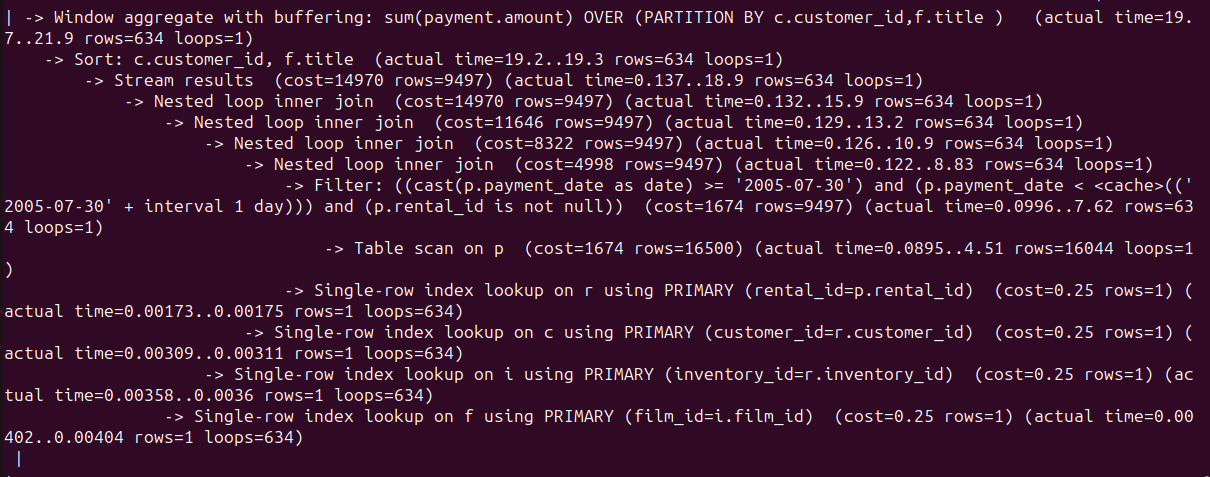 | -> Window aggregate with buffering: sum(payment.amount) OVER (PARTITION BY c.customer_id,f.title )   (actual time=19.
7..21.9 rows=634 loops=1)
    -> Sort: c.customer_id, f.title  (actual time=19.2..19.3 rows=634 loops=1)
        -> Stream results  (cost=14970 rows=9497) (actual time=0.137..18.9 rows=634 loops=1)
            -> Nested loop inner join  (cost=14970 rows=9497) (actual time=0.132..15.9 rows=634 loops=1)
                -> Nested loop inner join  (cost=11646 rows=9497) (actual time=0.129..13.2 rows=634 loops=1)
                    -> Nested loop inner join  (cost=8322 rows=9497) (actual time=0.126..10.9 rows=634 loops=1)
                        -> Nested loop inner join  (cost=4998 rows=9497) (actual time=0.122..8.83 rows=634 loops=1)
                            -> Filter: ((cast(p.payment_date as date) >= '2005-07-30') and (p.payment_date < <cache>(('
2005-07-30' + interval 1 day))) and (p.rental_id is not null))  (cost=1674 rows=9497) (actual time=0.0996..7.62 rows=63
4 loops=1)
                                -> Table scan on p  (cost=1674 rows=16500) (actual time=0.0895..4.51 rows=16044 loops=1
)
                            -> Single-row index lookup on r using PRIMARY (rental_id=p.rental_id)  (cost=0.25 rows=1) (
actual time=0.00173..0.00175 rows=1 loops=634)
                        -> Single-row index lookup on c using PRIMARY (customer_id=r.customer_id)  (cost=0.25 rows=1) (
actual time=0.00309..0.00311 rows=1 loops=634)
                    -> Single-row index lookup on i using PRIMARY (inventory_id=r.inventory_id)  (cost=0.25 rows=1) (ac
tual time=0.00358..0.0036 rows=1 loops=634)
                -> Single-row index lookup on f using PRIMARY (film_id=i.film_id)  (cost=0.25 rows=1) (actual time=0.00
402..0.00404 rows=1 loops=634)
 |